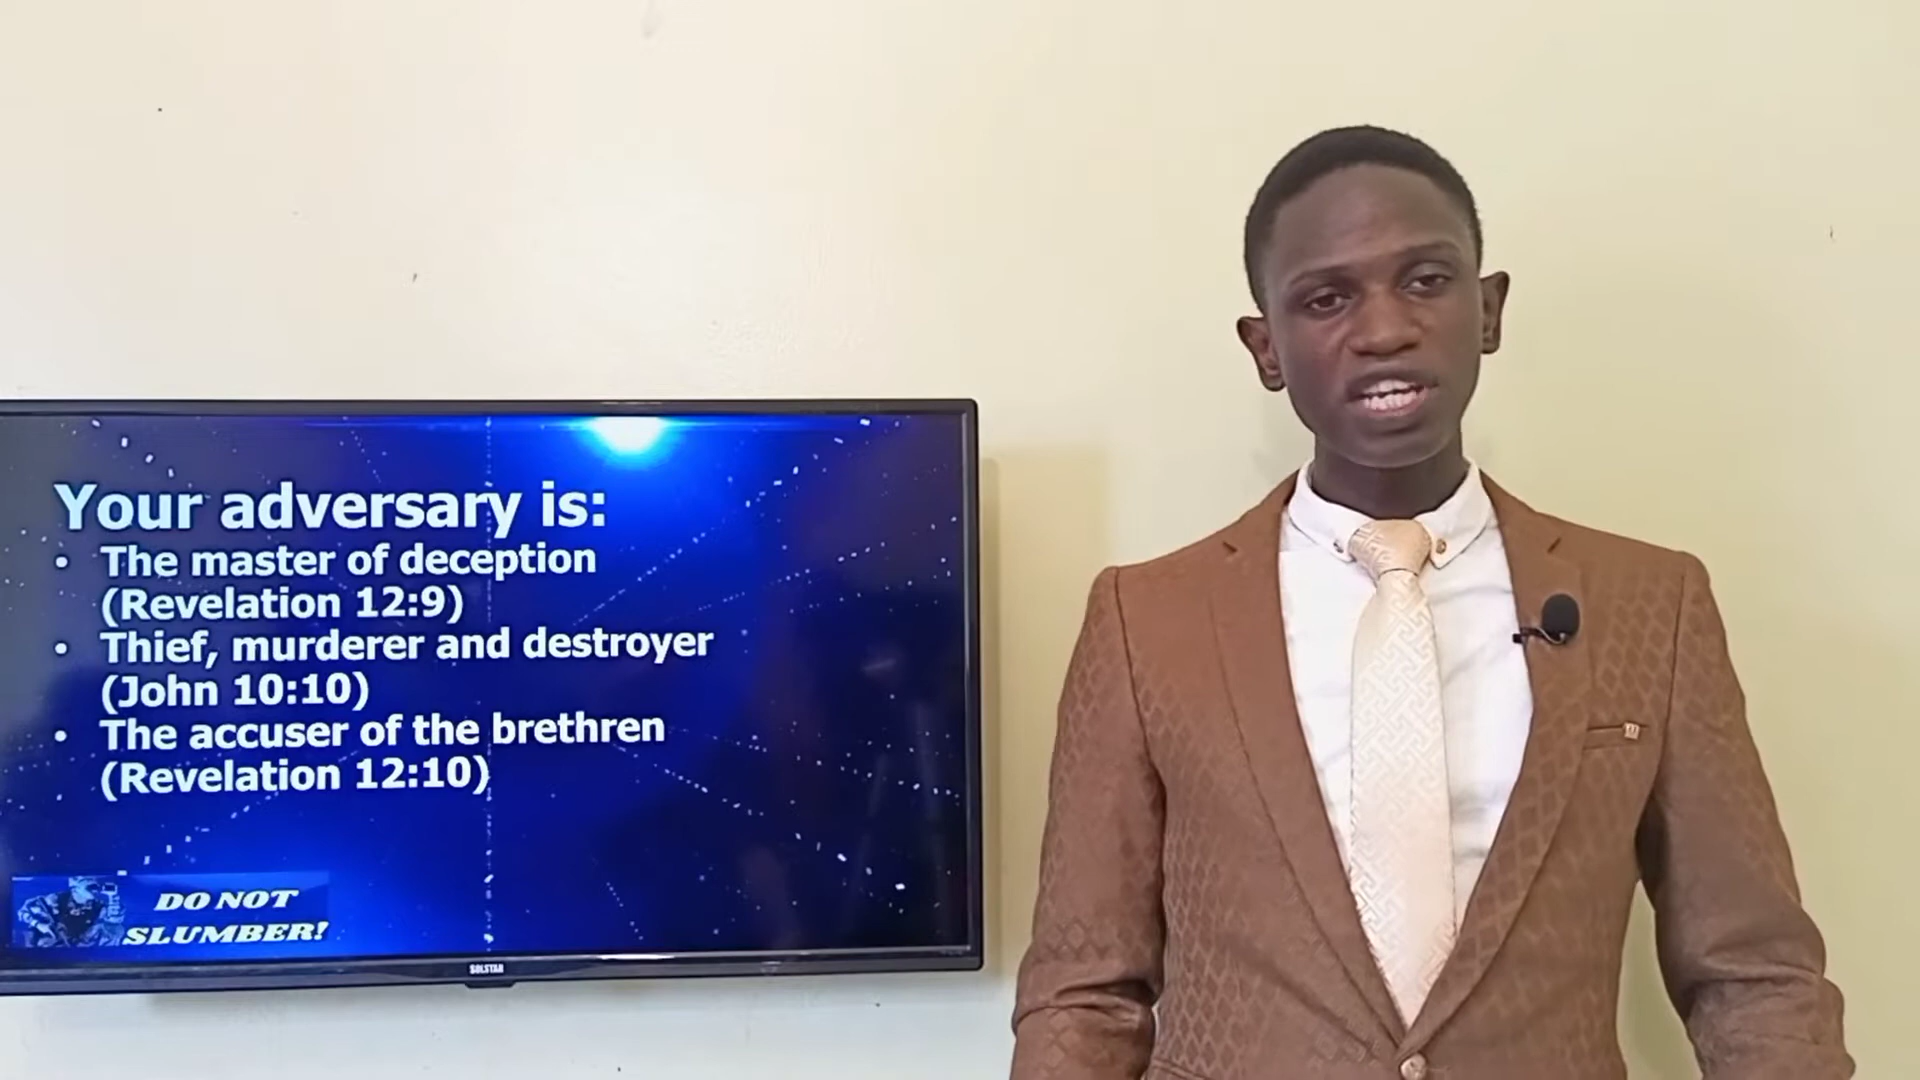 Your adversary is:
• The master of deception
(Revelation 12:9)
• Thief, murderer and destroyer
(John 10:10)
• The accuser of the brethren
(Revelation 12:10)
DO NOT
SLUMBER!
SOLSTAR